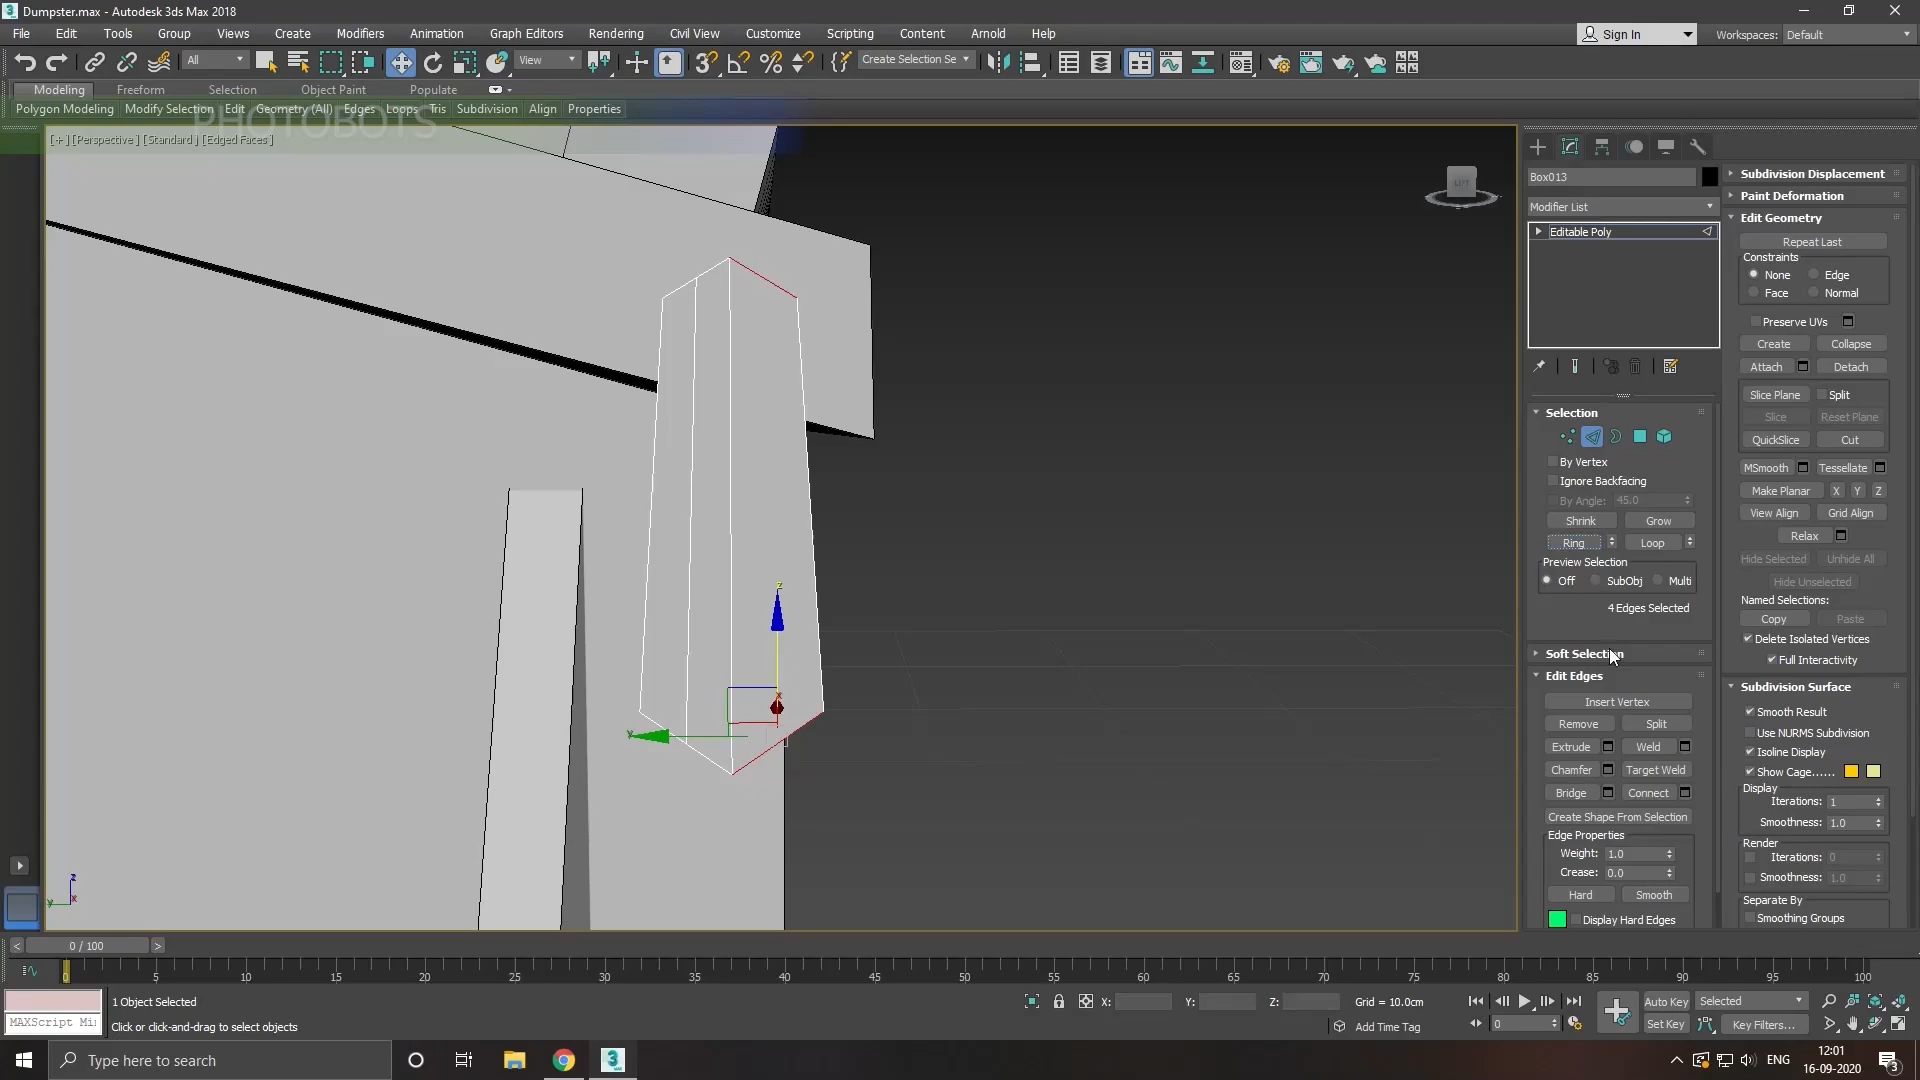 Dumpster.max - Autodesk 3ds Max 2018
File Edit Tools Group Views Create Modifiers Animation Graph Editors Rendering Civil View Customize Scripting Content Arnold Help
Sign In Workspaces: Default
All View Create Selection Se
Modeling Freeform Selection Object Paint Populate
Polygon Modeling Modify Selection Edit Geometry (All) Edges Loops Tris Subdivision Align Properties
PHOTOBOTS
[+] [Perspective] [Standard] [Edged Faces]
LEFT
Box013
Modifier List
Editable Poly
Selection
By Vertex
Ignore Backfacing
By Angle: 45.0
Shrink Grow
Ring Loop
Preview Selection
Off SubObj Multi
4 Edges Selected
Soft Selection
Edit Edges
Insert Vertex
Remove Split
Extrude Weld
Chamfer Target Weld
Bridge Connect
Create Shape From Selection
Edge Properties
Weight: 1.0
Crease: 0.0
Hard Smooth
Display Hard Edges
Subdivision Displacement
Paint Deformation
Edit Geometry
Repeat Last
Constraints
None Edge
Face Normal
Preserve UVs
Create Collapse
Attach Detach
Slice Plane Split
Slice Reset Plane
QuickSlice Cut
MSmooth Tessellate
Make Planar X Y Z
View Align Grid Align
Relax
Hide Selected Unhide All
Hide Unselected
Named Selections:
Copy Paste
Delete Isolated Vertices
Full Interactivity
Subdivision Surface
Smooth Result
Use NURMS Subdivision
Isoline Display
Show Cage......
Display
Iterations: 1
Smoothness: 1.0
Render
Iterations: 0
Smoothness: 1.0
Separate By
Smoothing Groups
z
x
y
z
y x
< 0 / 100 >
0 5 10 15 20 25 30 35 40 45 50 55 60 65 70 75 80 85 90 95 100
1 Object Selected X: Y: Z: Grid = 10.0cm Auto Key Selected
MAXScript Mi Click or click-and-drag to select objects Add Time Tag 0 Set Key Key Filters...
Type here to search
ENG 12:01
16-09-2020
3